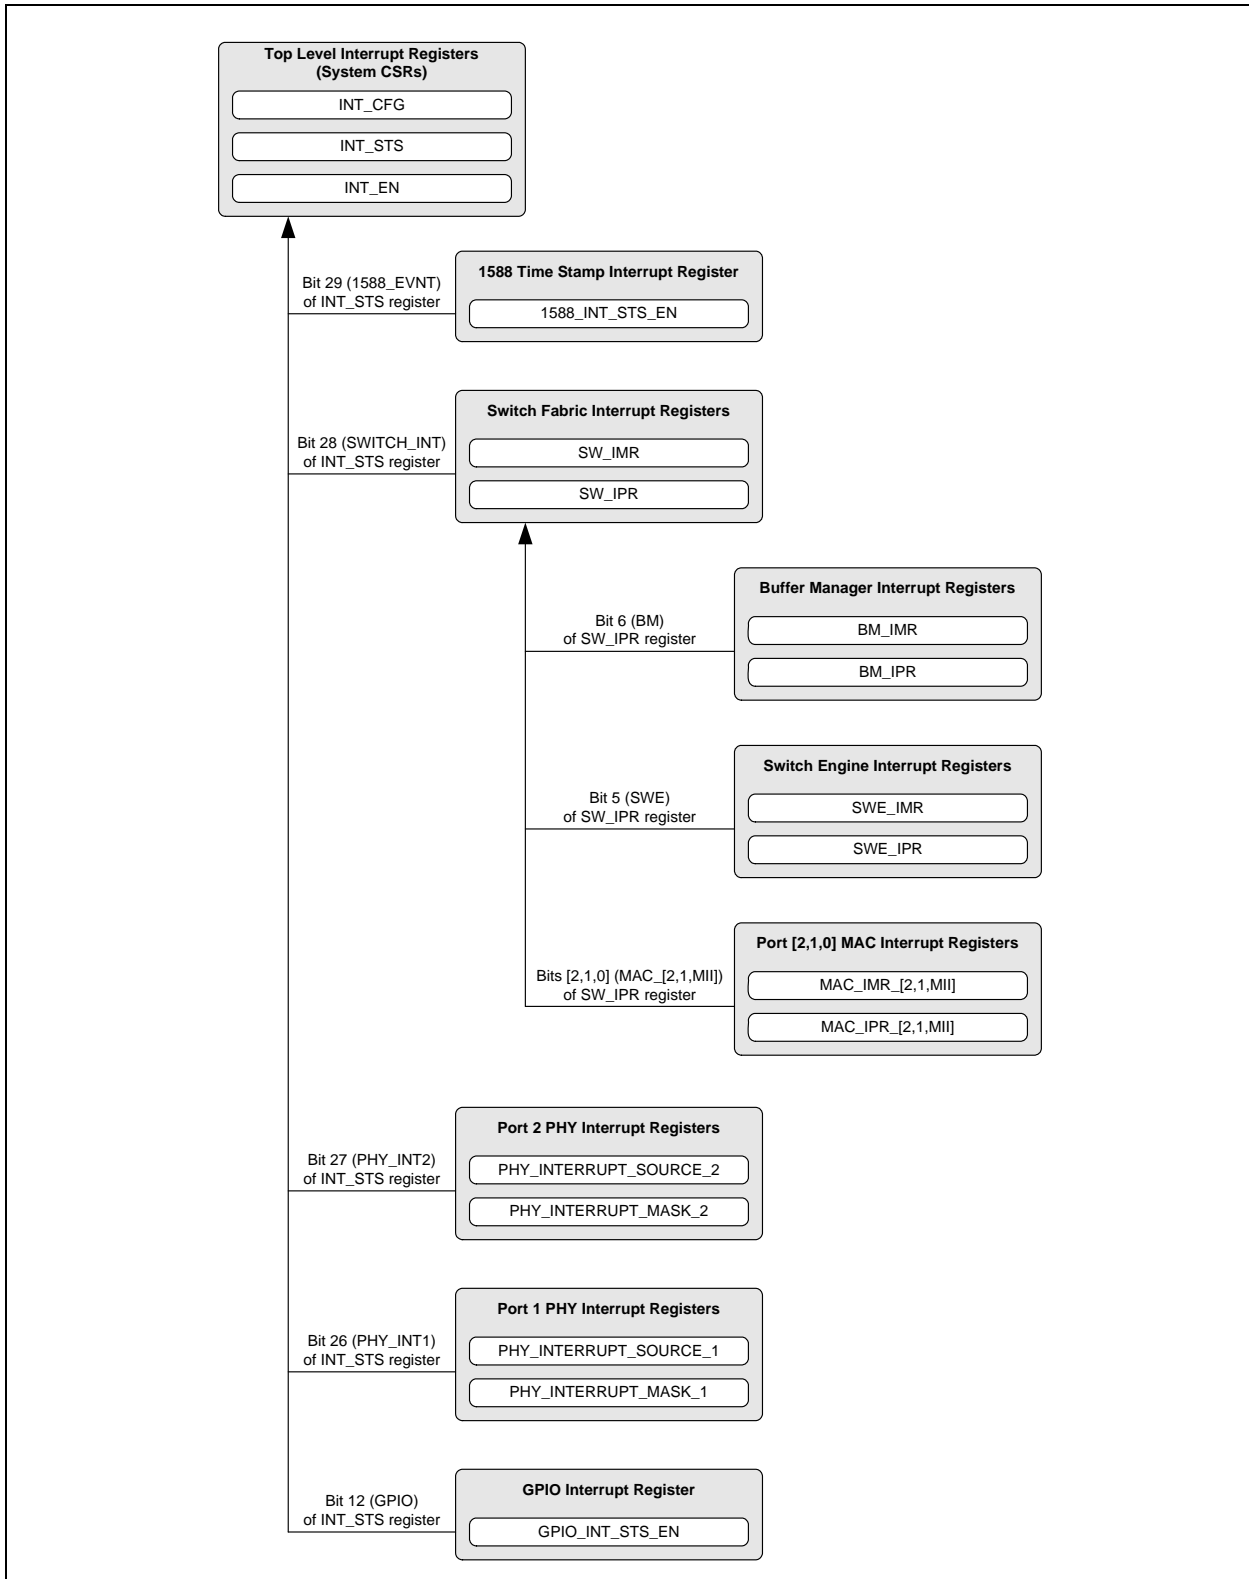 Top Level Interrupt Registers
(System CSRs)
INT_CFG
INT_STS
INT_EN
Bit 29 (1588_EVNT)
of INT_STS register
1588 Time Stamp Interrupt Register
1588_INT_STS_EN
Bit 28 (SWITCH_INT)
of INT_STS register
Switch Fabric Interrupt Registers
SW_IMR
SW_IPR
Bit 6 (BM)
of SW_IPR register
Buffer Manager Interrupt Registers
BM_IMR
BM_IPR
Bit 5 (SWE)
of SW_IPR register
Switch Engine Interrupt Registers
SWE_IMR
SWE_IPR
Bits [2,1,0] (MAC_[2,1,MII])
of SW_IPR register
Port [2,1,0] MAC Interrupt Registers
MAC_IMR_[2,1,MII]
MAC_IPR_[2,1,MII]
Bit 27 (PHY_INT2)
of INT_STS register
Port 2 PHY Interrupt Registers
PHY_INTERRUPT_SOURCE_2
PHY_INTERRUPT_MASK_2
Bit 26 (PHY_INT1)
of INT_STS register
Port 1 PHY Interrupt Registers
PHY_INTERRUPT_SOURCE_1
PHY_INTERRUPT_MASK_1
Bit 12 (GPIO)
of INT_STS register
GPIO Interrupt Register
GPIO_INT_STS_EN